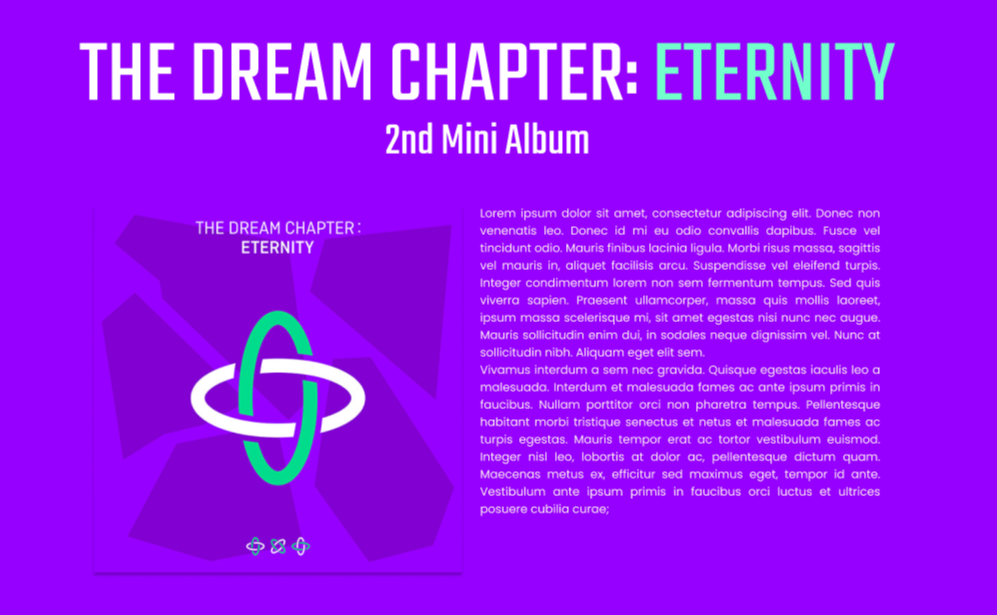 THE DREAM CHAPTER: ETERNITY
2nd Mini Album
THE DREAM CHAPTER :
ETERNITY
Lorem ipsum dolor sit amet, consectetur adipiscing elit. Donec non
venenatis leo. Donec id mi eu odio convallis dapibus. Fusce vel
tincidunt odio. Mauris finibus lacinia ligula. Morbi risus massa, sagittis
vel mauris in, aliquet facilisis arcu. Suspendisse vel eleifend turpis.
Integer condimentum lorem non sem fermentum tempus. Sed quis
viverra sapien. Praesent ullamcorper, massa quis mollis laoreet,
ipsum massa scelerisque mi, sit amet egestas nisi nunc nec augue.
Mauris sollicitudin enim dui, in sodales neque dignissim vel. Nunc at
sollicitudin nibh. Aliquam eget elit sem.
Vivamus interdum a sem nec gravida. Quisque egestas iaculis leo a
malesuada. Interdum et malesuada fames ac ante ipsum primis in
faucibus. Nullam porttitor orci non pharetra tempus. Pellentesque
habitant morbi tristique senectus et netus et malesuada fames ac
turpis egestas. Mauris tempor erat ac tortor vestibulum euismod.
Integer nisl leo, lobortis at dolor ac, pellentesque dictum quam.
Maecenas metus ex, efficitur sed maximus eget, tempor id ante.
Vestibulum ante ipsum primis in faucibus orci luctus et ultrices
posuere cubilia curae;